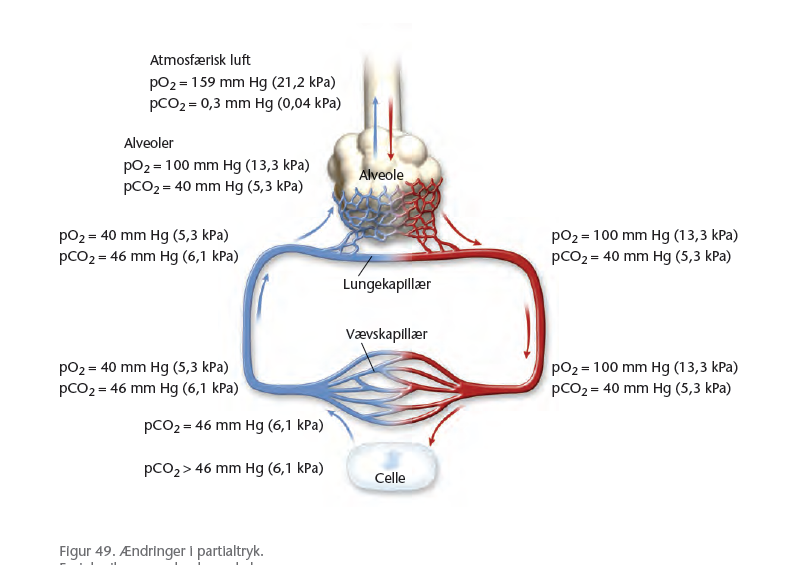 Atmosfærisk luft
pO2 = 159 mm Hg (21,2 kPa)
pCO2 = 0,3 mm Hg (0,04 kPa)
Alveoler
pO2 = 100 mm Hg (13,3 kPa)
pCO2 = 40 mm Hg (5,3 kPa)
Alveole
pO2 = 40 mm Hg (5,3 kPa)
pCO2 = 46 mm Hg (6,1 kPa)
pO2 = 100 mm Hg (13,3 kPa)
pCO2 = 40 mm Hg (5,3 kPa)
Lungekapillær
Vævskapillær
pO2 = 40 mm Hg (5,3 kPa)
pCO2 = 46 mm Hg (6,1 kPa)
pO2 = 100 mm Hg (13,3 kPa)
pCO2 = 40 mm Hg (5,3 kPa)
pCO2 = 46 mm Hg (6,1 kPa)
pCO2 > 46 mm Hg (6,1 kPa)
Celle
Figur 49. Ændringer i partialtryk.